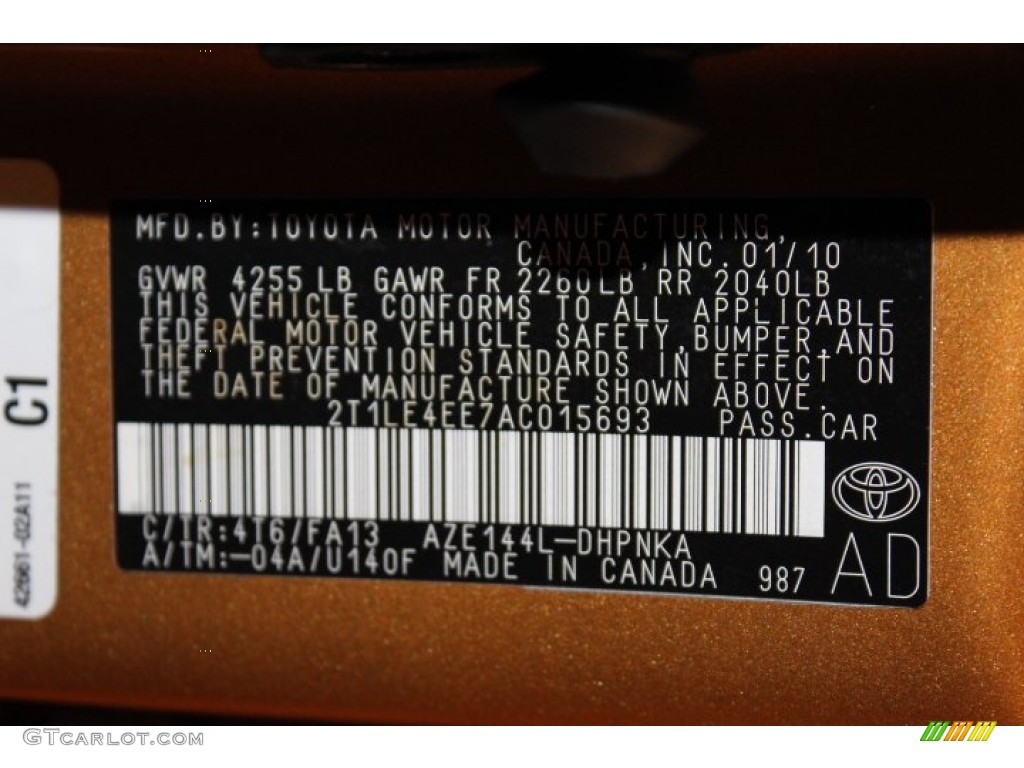 MFD.BY:TOYOTA MOTOR MANUFACTURING,
CANADA,INC.01/10
GVWR 4255 LB GAWR FR 2260LB RR 2040LB
THIS VEHICLE CONFORMS TO ALL APPLICABLE
FEDERAL MOTOR VEHICLE SAFETY,BUMPER,AND
THEFT PREVENTION STANDARDS IN EFFECT ON
THE DATE OF MANUFACTURE SHOWN ABOVE.
2T1LE4EE7AC015693 PASS.CAR
C/TR:4T6/FA13 AZE144L-DHPNKA
A/TM:-04A/U140F MADE IN CANADA 987 AD
C1
42661-02A11
GTCARLOT.COM